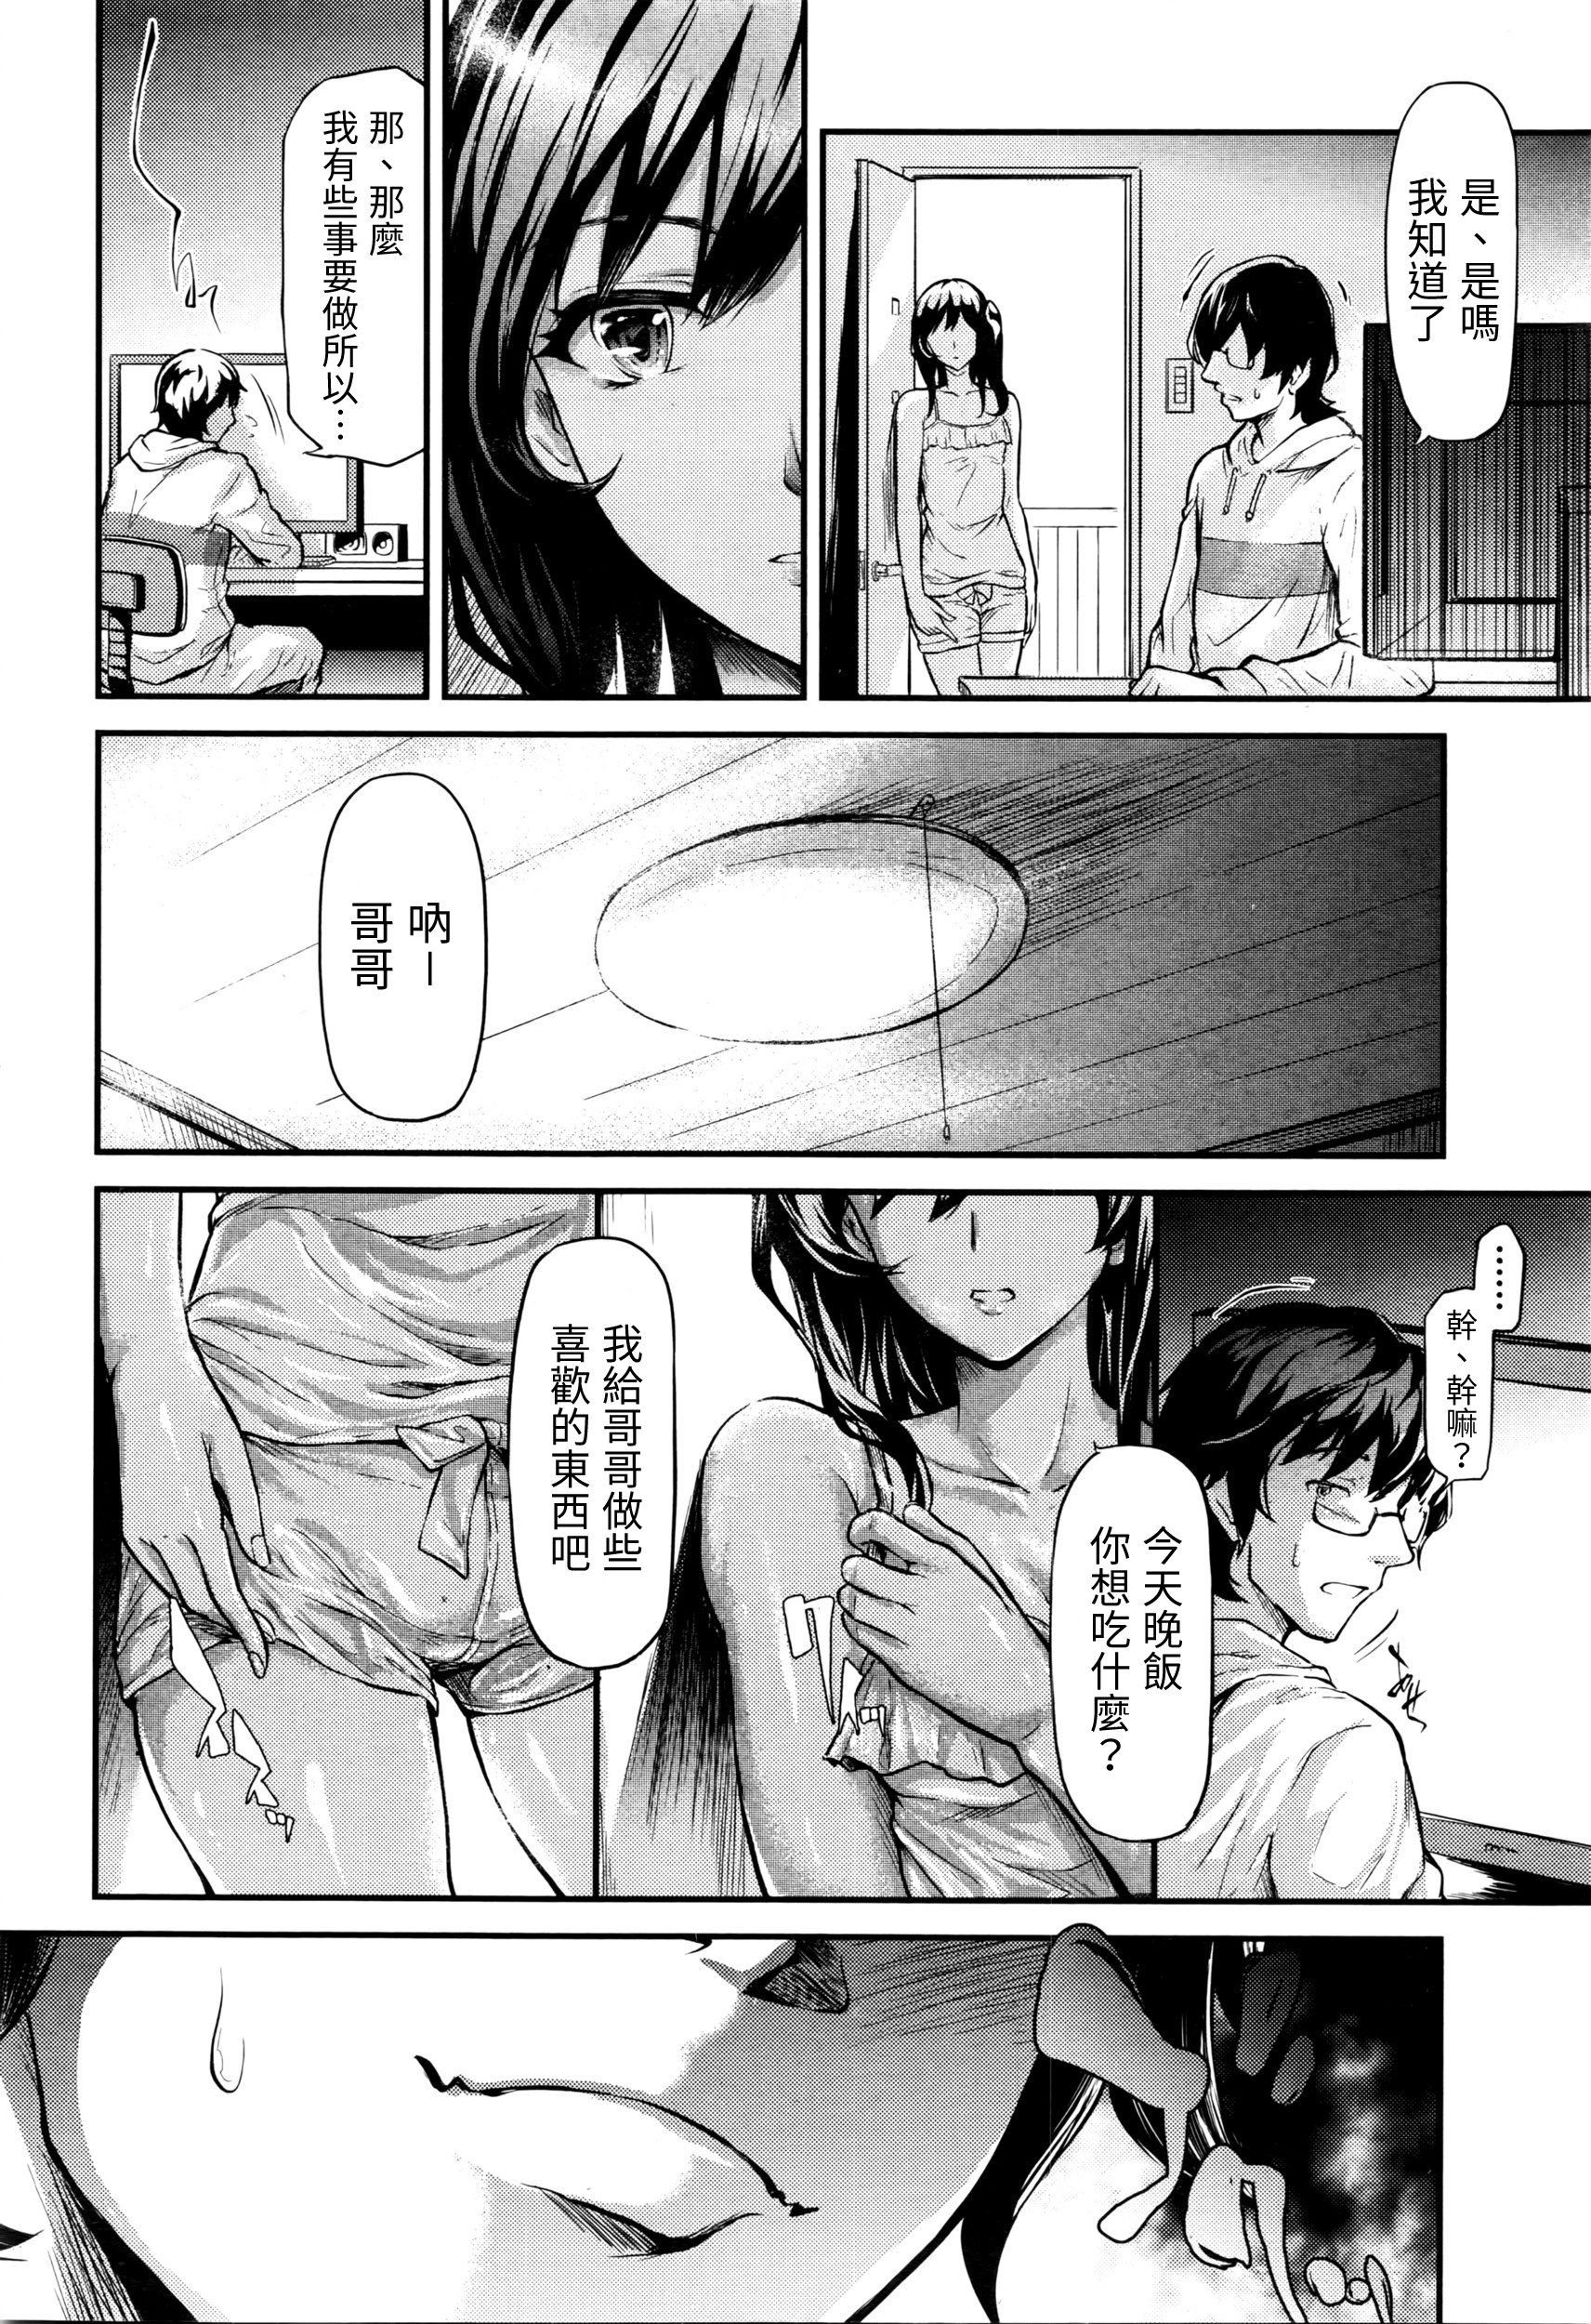 是、是嗎
我知道了
那、那麼
我有些事要做所以…
吶ー
哥哥
……
幹、幹嘛？
今天晚飯
你想吃什麼？
我給哥哥做些
喜歡的東西吧